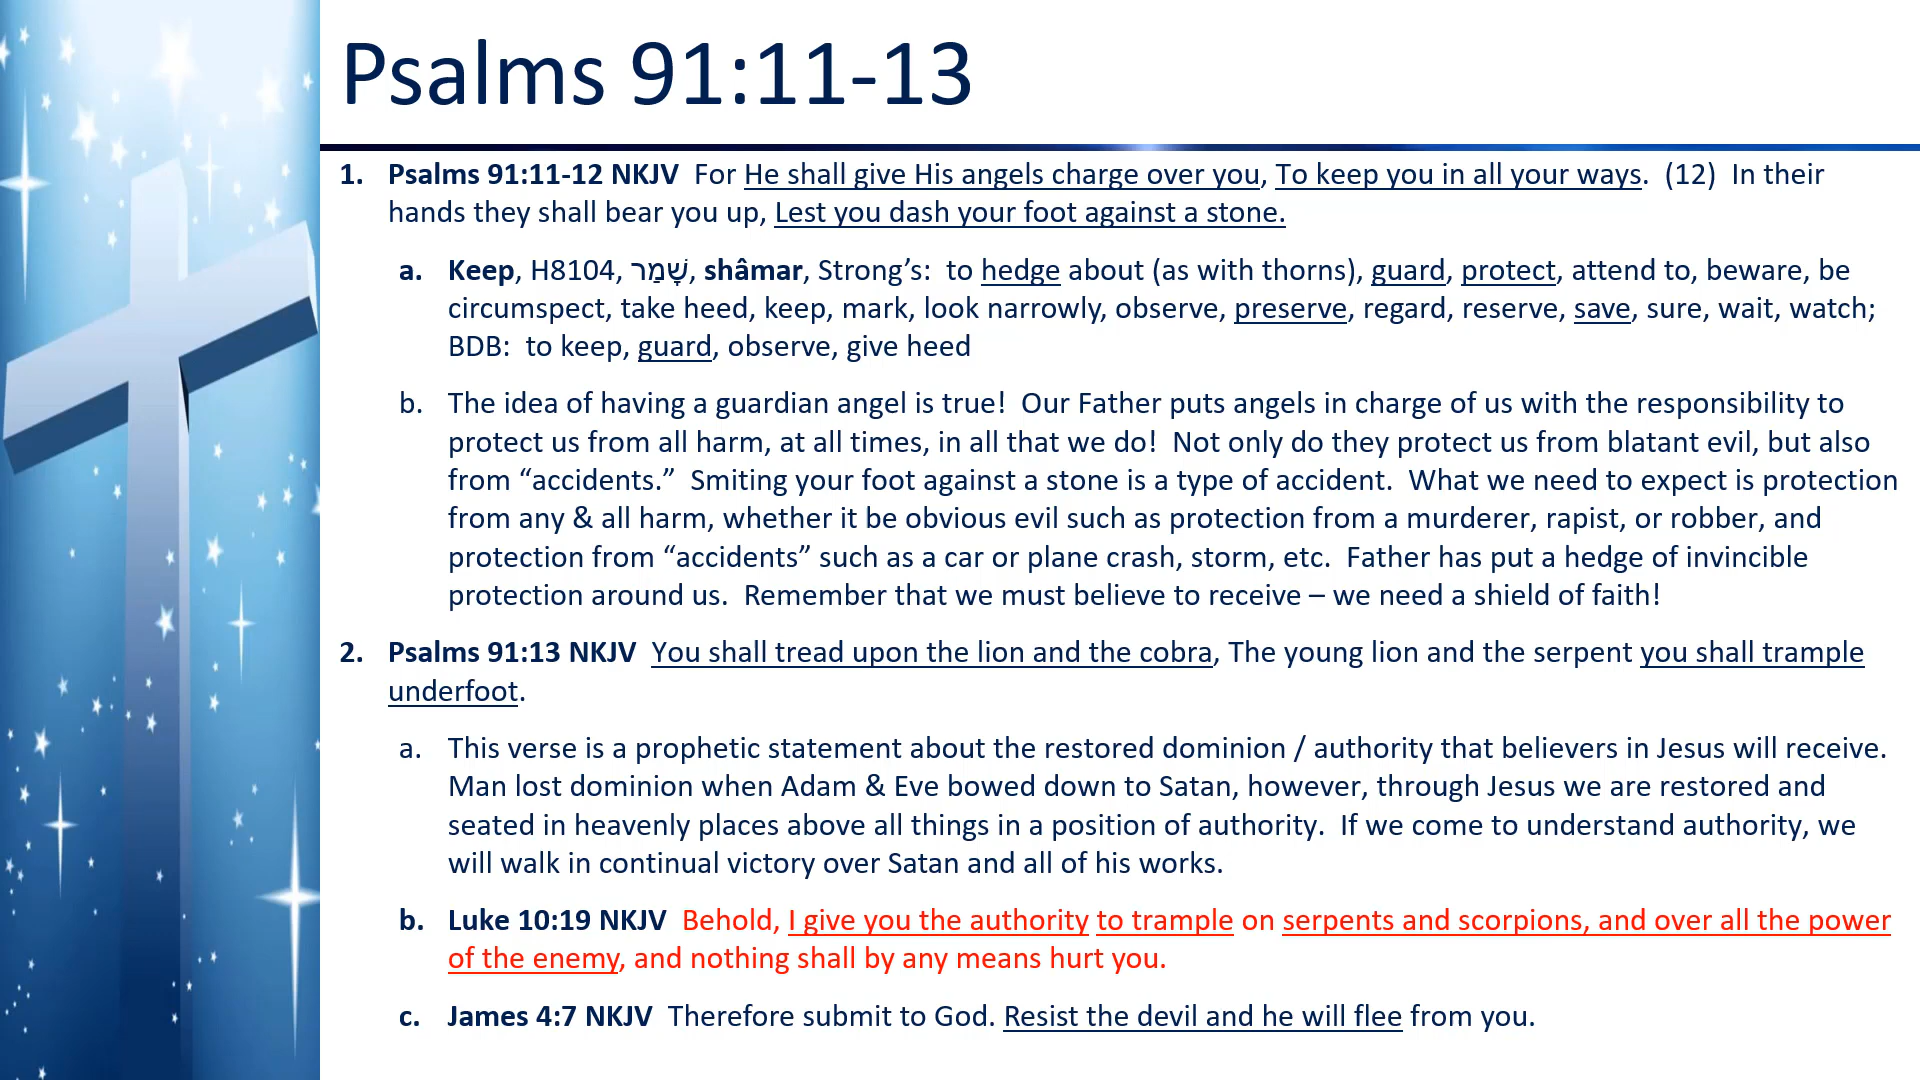 Psalms 91:11-13
1. Psalms 91:11-12 NKJV  For He shall give His angels charge over you, To keep you in all your ways.  (12)  In their
hands they shall bear you up, Lest you dash your foot against a stone.
a. Keep, H8104, שָׁמַר, shâmar, Strong’s:  to hedge about (as with thorns), guard, protect, attend to, beware, be
circumspect, take heed, keep, mark, look narrowly, observe, preserve, regard, reserve, save, sure, wait, watch;
BDB:  to keep, guard, observe, give heed
b. The idea of having a guardian angel is true!  Our Father puts angels in charge of us with the responsibility to
protect us from all harm, at all times, in all that we do!  Not only do they protect us from blatant evil, but also
from “accidents.”  Smiting your foot against a stone is a type of accident.  What we need to expect is protection
from any & all harm, whether it be obvious evil such as protection from a murderer, rapist, or robber, and
protection from “accidents” such as a car or plane crash, storm, etc.  Father has put a hedge of invincible
protection around us.  Remember that we must believe to receive – we need a shield of faith!
2. Psalms 91:13 NKJV  You shall tread upon the lion and the cobra, The young lion and the serpent you shall trample
underfoot.
a. This verse is a prophetic statement about the restored dominion / authority that believers in Jesus will receive.
Man lost dominion when Adam & Eve bowed down to Satan, however, through Jesus we are restored and
seated in heavenly places above all things in a position of authority.  If we come to understand authority, we
will walk in continual victory over Satan and all of his works.
b. Luke 10:19 NKJV  Behold, I give you the authority to trample on serpents and scorpions, and over all the power
of the enemy, and nothing shall by any means hurt you.
c. James 4:7 NKJV  Therefore submit to God. Resist the devil and he will flee from you.